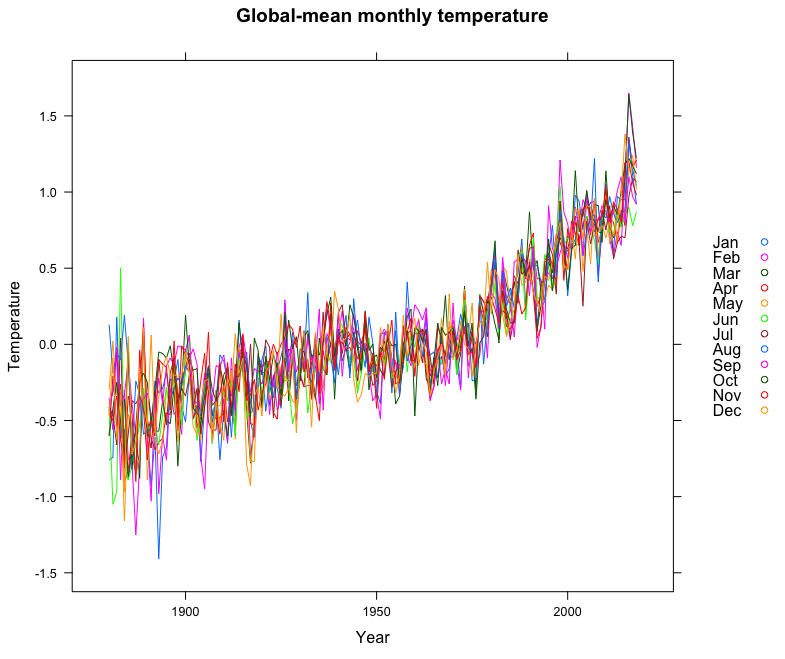 Global-mean monthly temperature
Temperature
1.5
1.0
0.5
0.0
-0.5
-1.0
-1.5
1900
1950
2000
Year
Jan
Feb
Mar
Apr
May
Jun
Jul
Aug
Sep
Oct
Nov
Dec